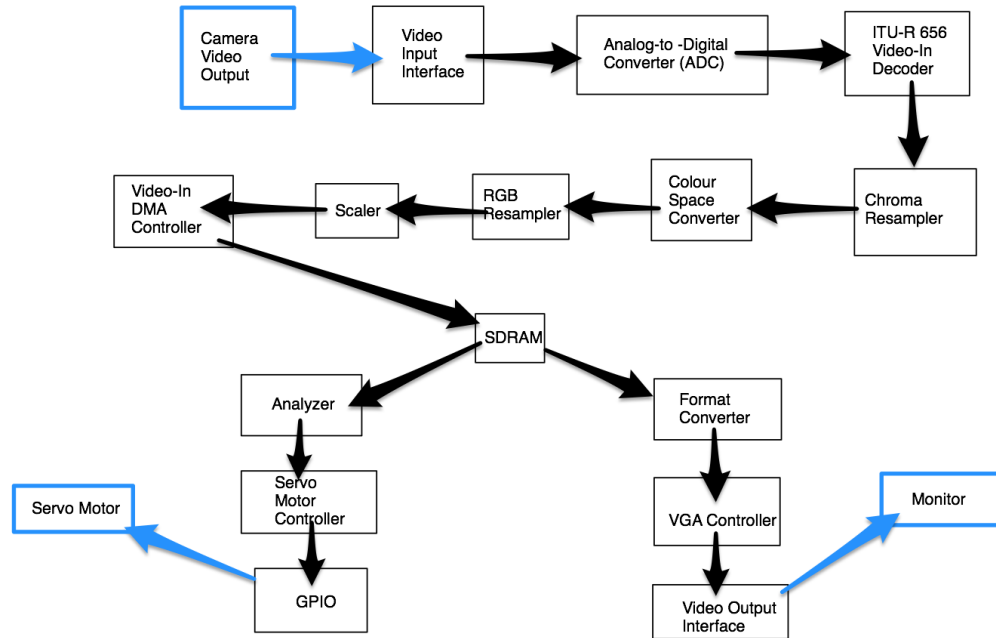 Camera
Video
Output
Video
Input
Interface
Analog-to -Digital
Converter (ADC)
ITU-R 656
Video-In
Decoder
Video-In
DMA
Controller
Scaler
RGB
Resampler
Colour
Space
Converter
Chroma
Resampler
SDRAM
Analyzer
Format
Converter
Servo Motor
Servo
Motor
Controller
VGA Controller
Monitor
GPIO
Video Output
Interface